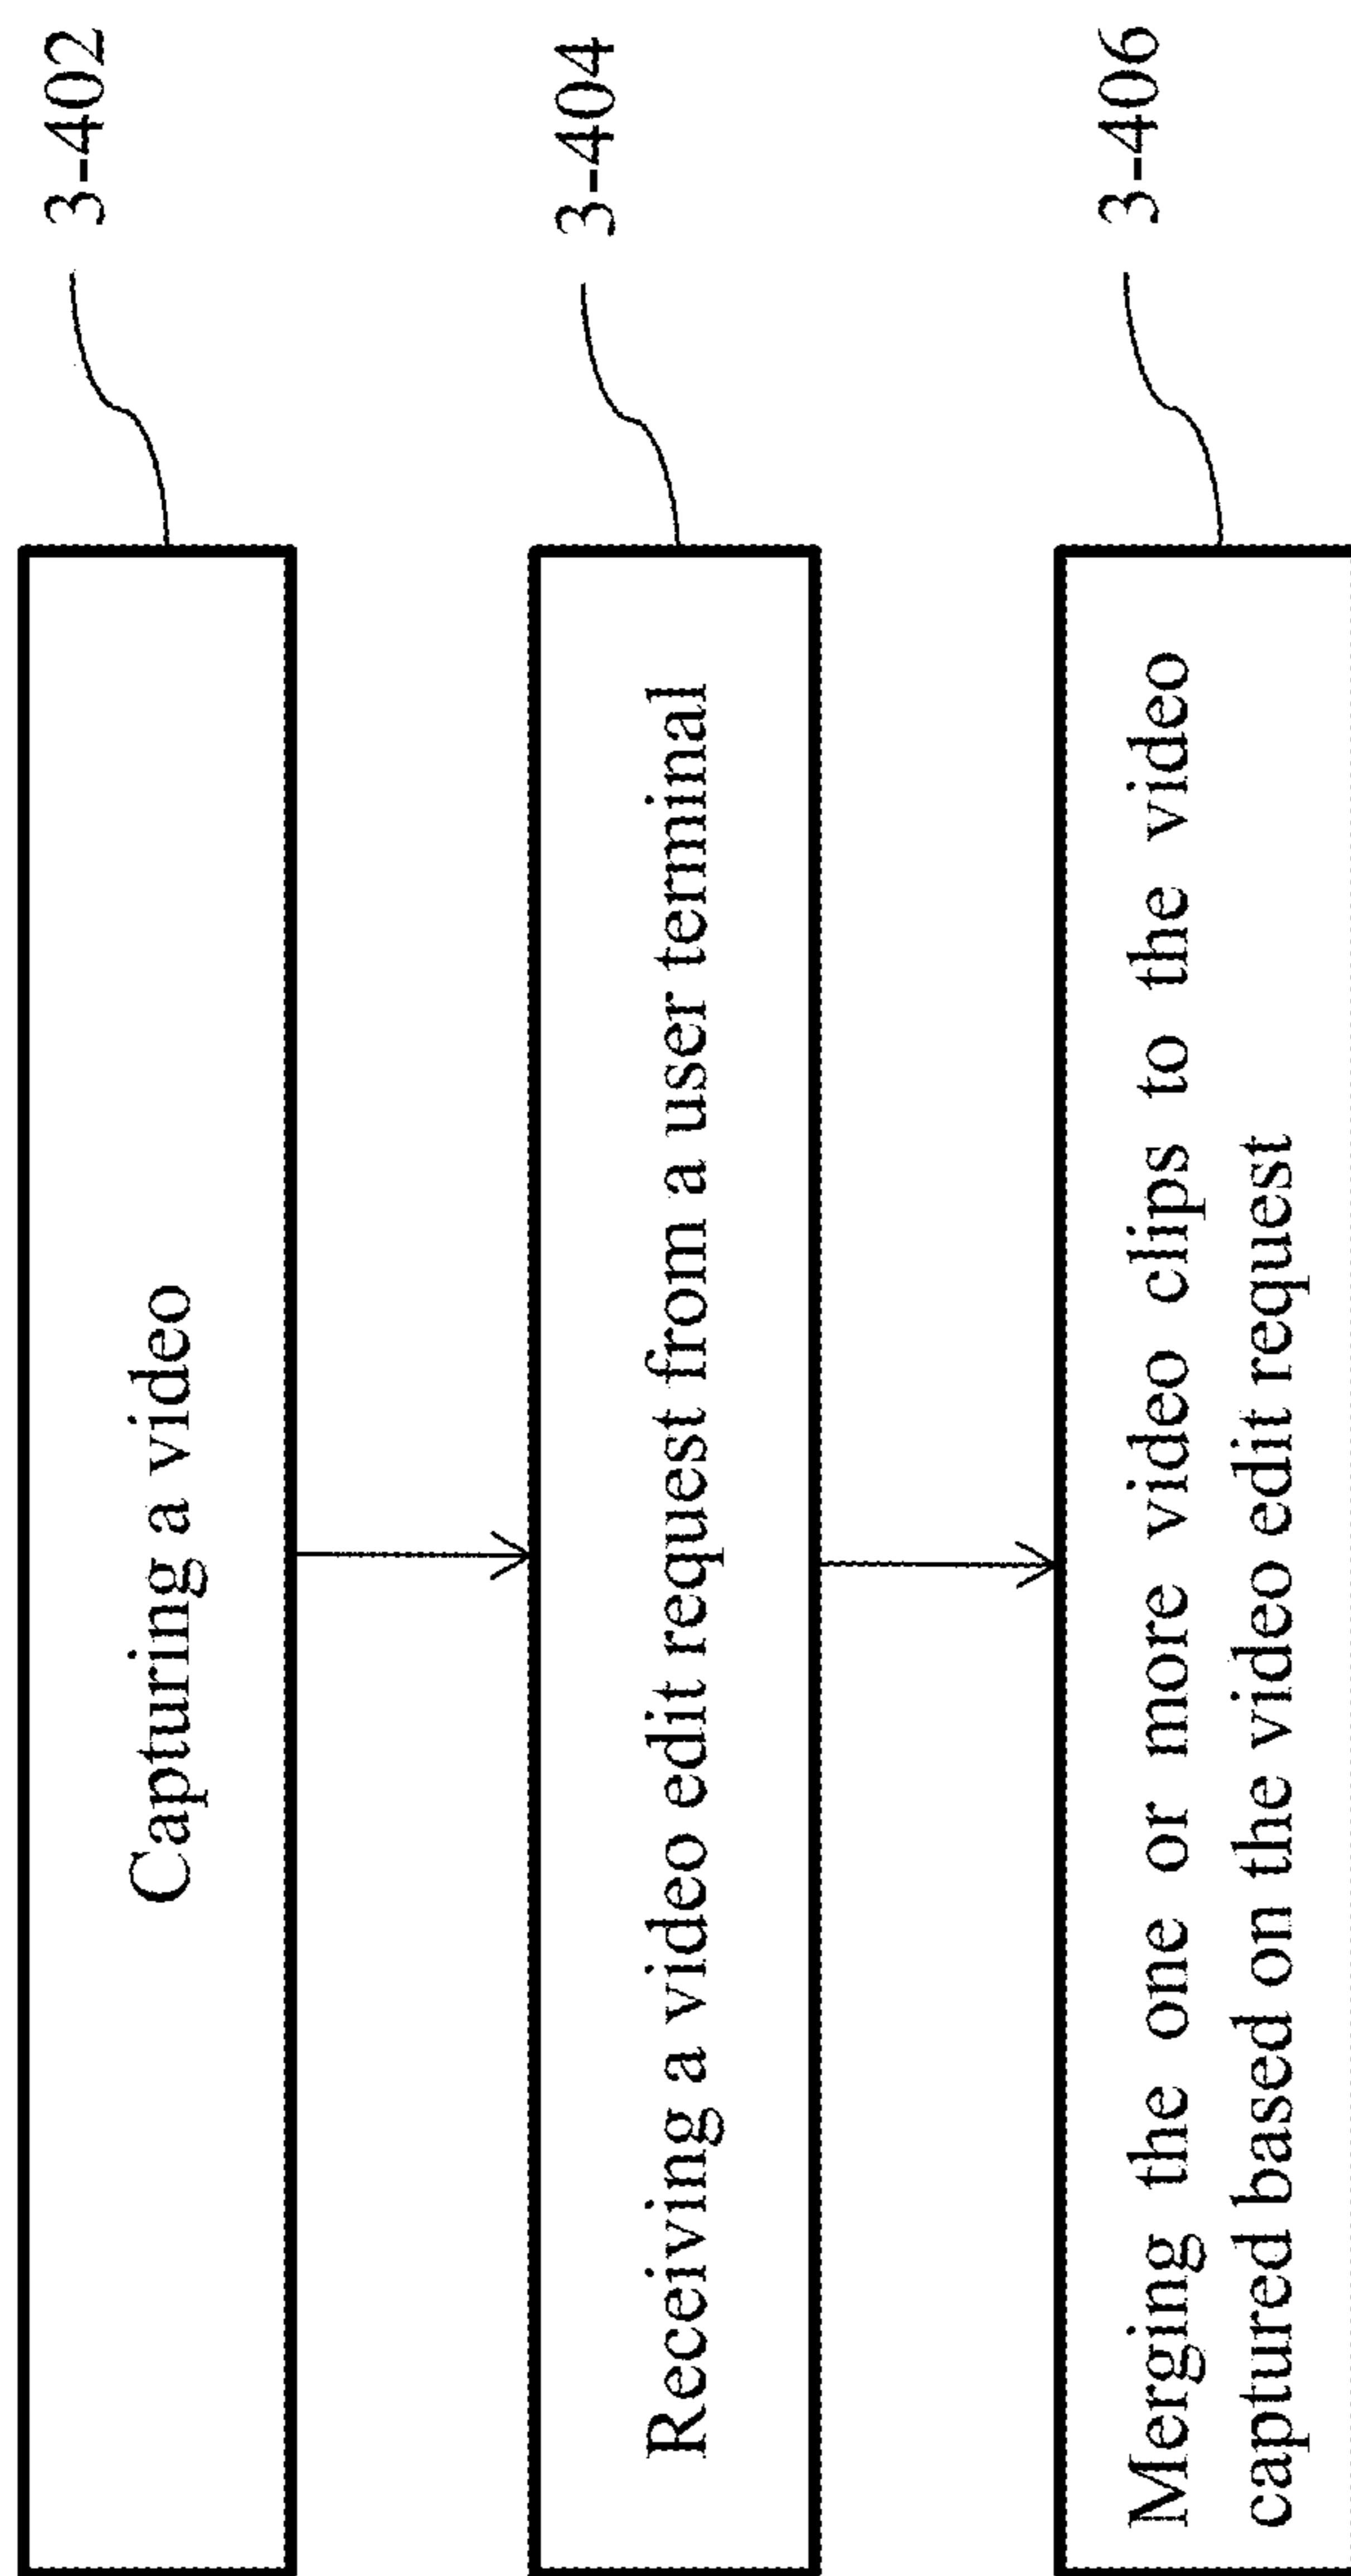 Capturing a video
3-402
Receiving a video edit request from a user terminal
3-404
Merging the one or more video clips to the video
captured based on the video edit request
3-406